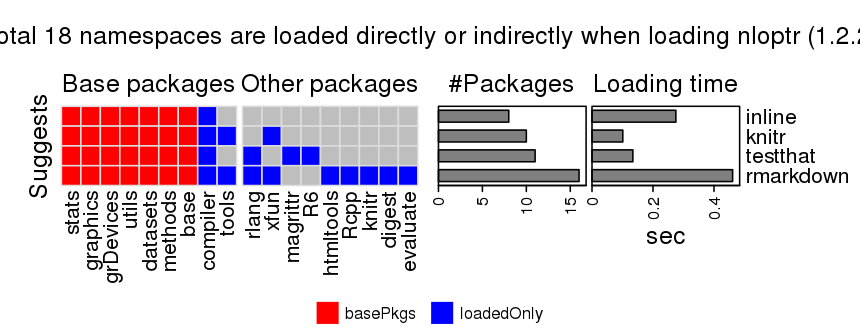 otal 18 namespaces are loaded directly or indirectly when loading nloptr (1.2.2
Base packages Other packages #Packages Loading time
Suggests
inline
knitr
testthat
rmarkdown
stats
graphics
grDevices
utils
datasets
methods
base
compiler
tools
rlang
xfun
magrittr
R6
htmltools
Rcpp
knitr
digest
evaluate
0 5 10 15
0 0.2 0.4
sec
basePkgs loadedOnly